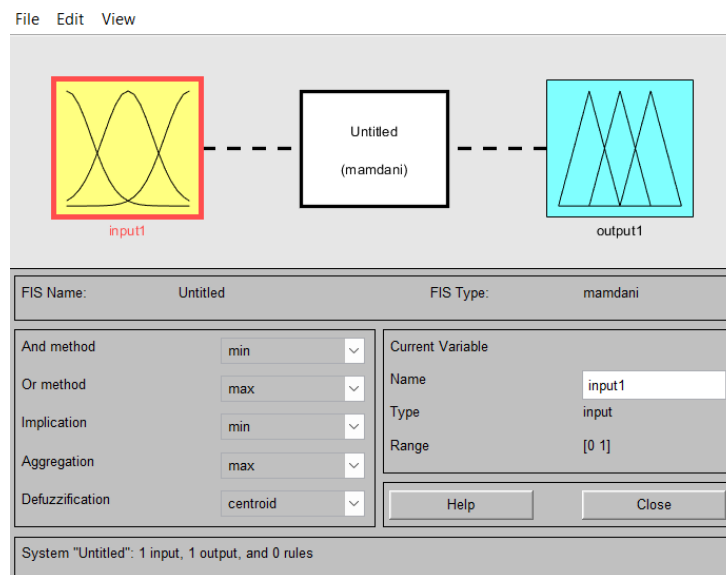 File Edit View
Untitled
(mamdani)
input1
output1
FIS Name: Untitled FIS Type: mamdani
And method min
Or method max
Implication min
Aggregation max
Defuzzification centroid
Current Variable
Name input1
Type input
Range [0 1]
Help Close
System "Untitled": 1 input, 1 output, and 0 rules